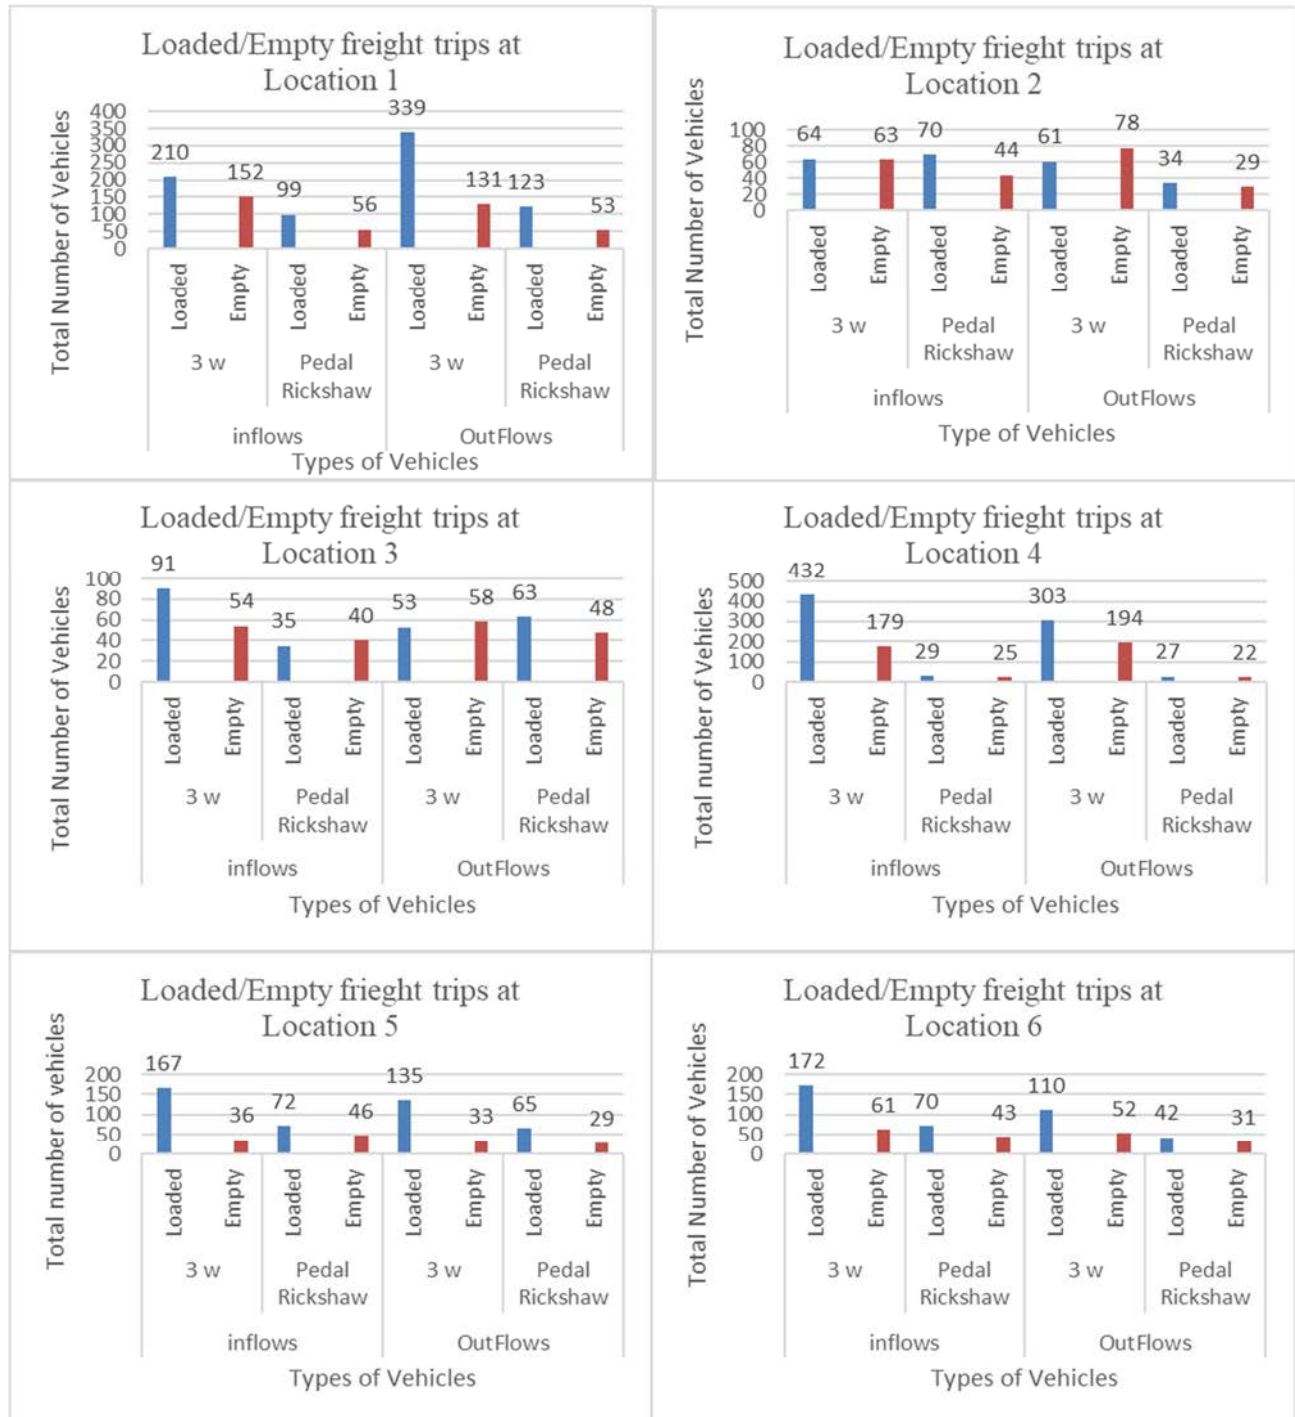 Loaded/Empty freight trips at
Location 1
Total Number of Vehicles
400
350
300
250
200
150
100
50
0
210
152
99
56
339
131
123
53
Loaded
Empty
Loaded
Empty
Loaded
Empty
Loaded
Empty
3 w
Pedal
Rickshaw
3 w
Pedal
Rickshaw
inflows
OutFlows
Types of Vehicles
Loaded/Empty frieght trips at
Location 2
Total Number of Vehicles
100
80
60
40
20
0
64
63
70
44
61
78
34
29
Loaded
Empty
Loaded
Empty
Loaded
Empty
Loaded
Empty
3 w
Pedal
Rickshaw
3 w
Pedal
Rickshaw
inflows
OutFlows
Type of Vehicles
Loaded/Empty freight trips at
Location 3
Total Number of Vehicles
100
80
60
40
20
0
91
54
35
40
53
58
63
48
Loaded
Empty
Loaded
Empty
Loaded
Empty
Loaded
Empty
3 w
Pedal
Rickshaw
3 w
Pedal
Rickshaw
inflows
OutFlows
Types of Vehicles
Loaded/Empty frieght trips at
Location 4
Total number of Vehicles
500
400
300
200
100
0
432
179
29
25
303
194
27
22
Loaded
Empty
Loaded
Empty
Loaded
Empty
Loaded
Empty
3 w
Pedal
Rickshaw
3 w
Pedal
Rickshaw
inflows
OutFlows
Types of Vehicles
Loaded/Empty frieght trips at
Location 5
Total number of vehicles
200
150
100
50
0
167
36
72
46
135
33
65
29
Loaded
Empty
Loaded
Empty
Loaded
Empty
Loaded
Empty
3 w
Pedal
Rickshaw
3 w
Pedal
Rickshaw
inflows
OutFlows
Types of Vehicles
Loaded/Empty frieght trips at
Location 6
Total Number of Vehicles
200
150
100
50
0
172
61
70
43
110
52
42
31
Loaded
Empty
Loaded
Empty
Loaded
Empty
Loaded
Empty
3 w
Pedal
Rickshaw
3 w
Pedal
Rickshaw
inflows
OutFlows
Types of Vehicles